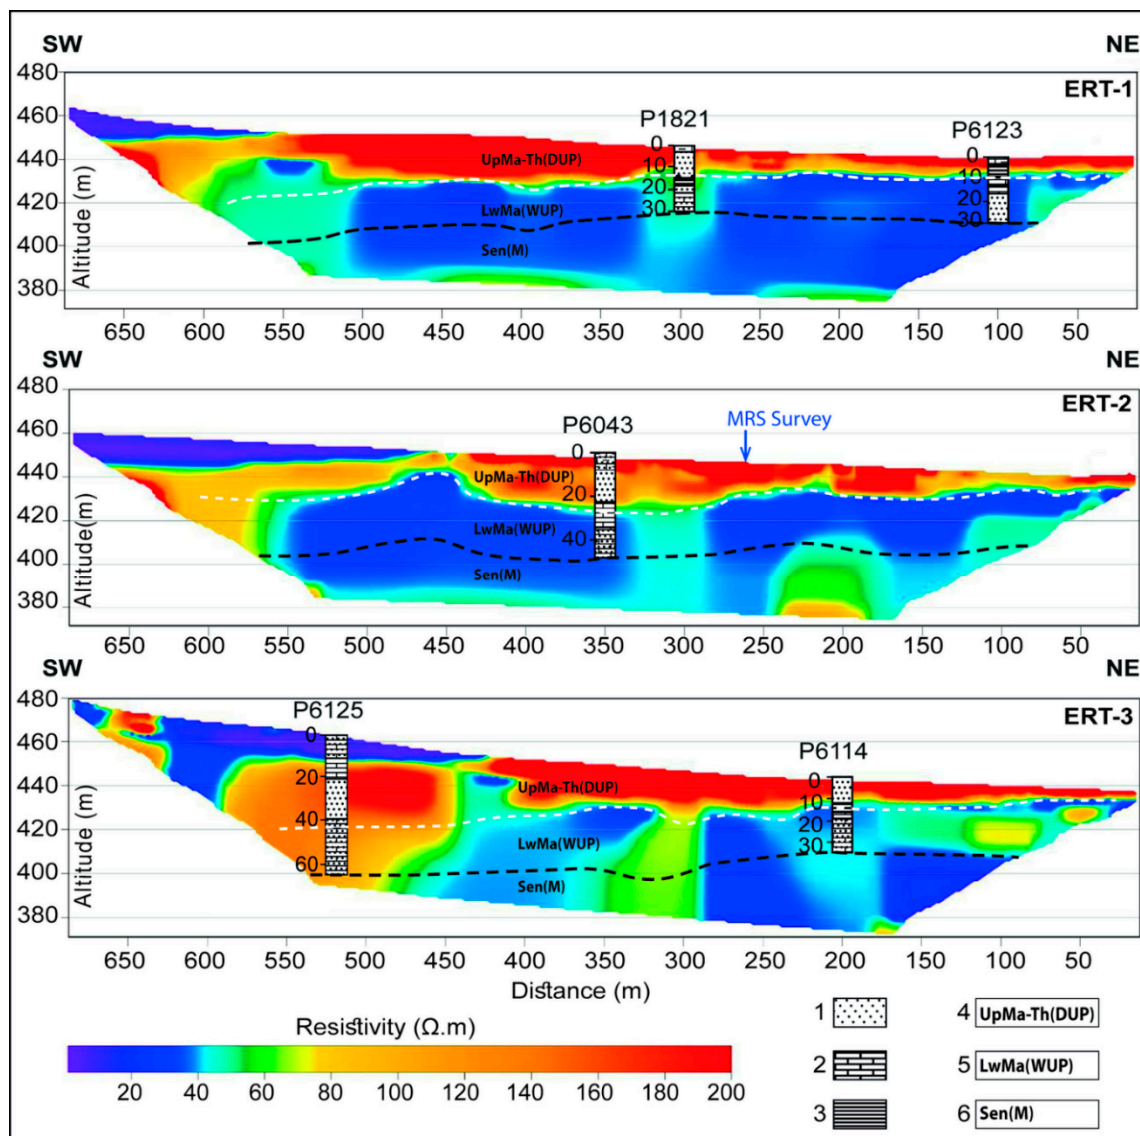 SW NE
480 ERT-1
460 P1821 P6123
0 0
440 UpMa-Th(DUP) 10 10
420 LwMa(WUP) 20 20
30 30
400 Sen(M)
380
Altitude (m)
650 600 550 500 450 400 350 300 250 200 150 100 50
SW NE
480 ERT-2
MRS Survey
460 P6043
0
440 UpMa-Th(DUP)
20
420 LwMa(WUP)
40
400
Sen(M)
380
Altitude(m)
650 600 550 500 450 400 350 300 250 200 150 100 50
SW NE
480 P6125 ERT-3
0
460 P6114
20 UpMa-Th(DUP) 0
440 10
40 20
420 LwMa(WUP) 30
60
400 Sen(M)
380
Altitude (m)
650 600 550 500 450 400 350 300 250 200 150 100 50
Distance (m)
Resistivity (Ω.m)
20 40 60 80 100 120 140 160 180 200
1 4 UpMa-Th(DUP)
2 5 LwMa(WUP)
3 6 Sen(M)